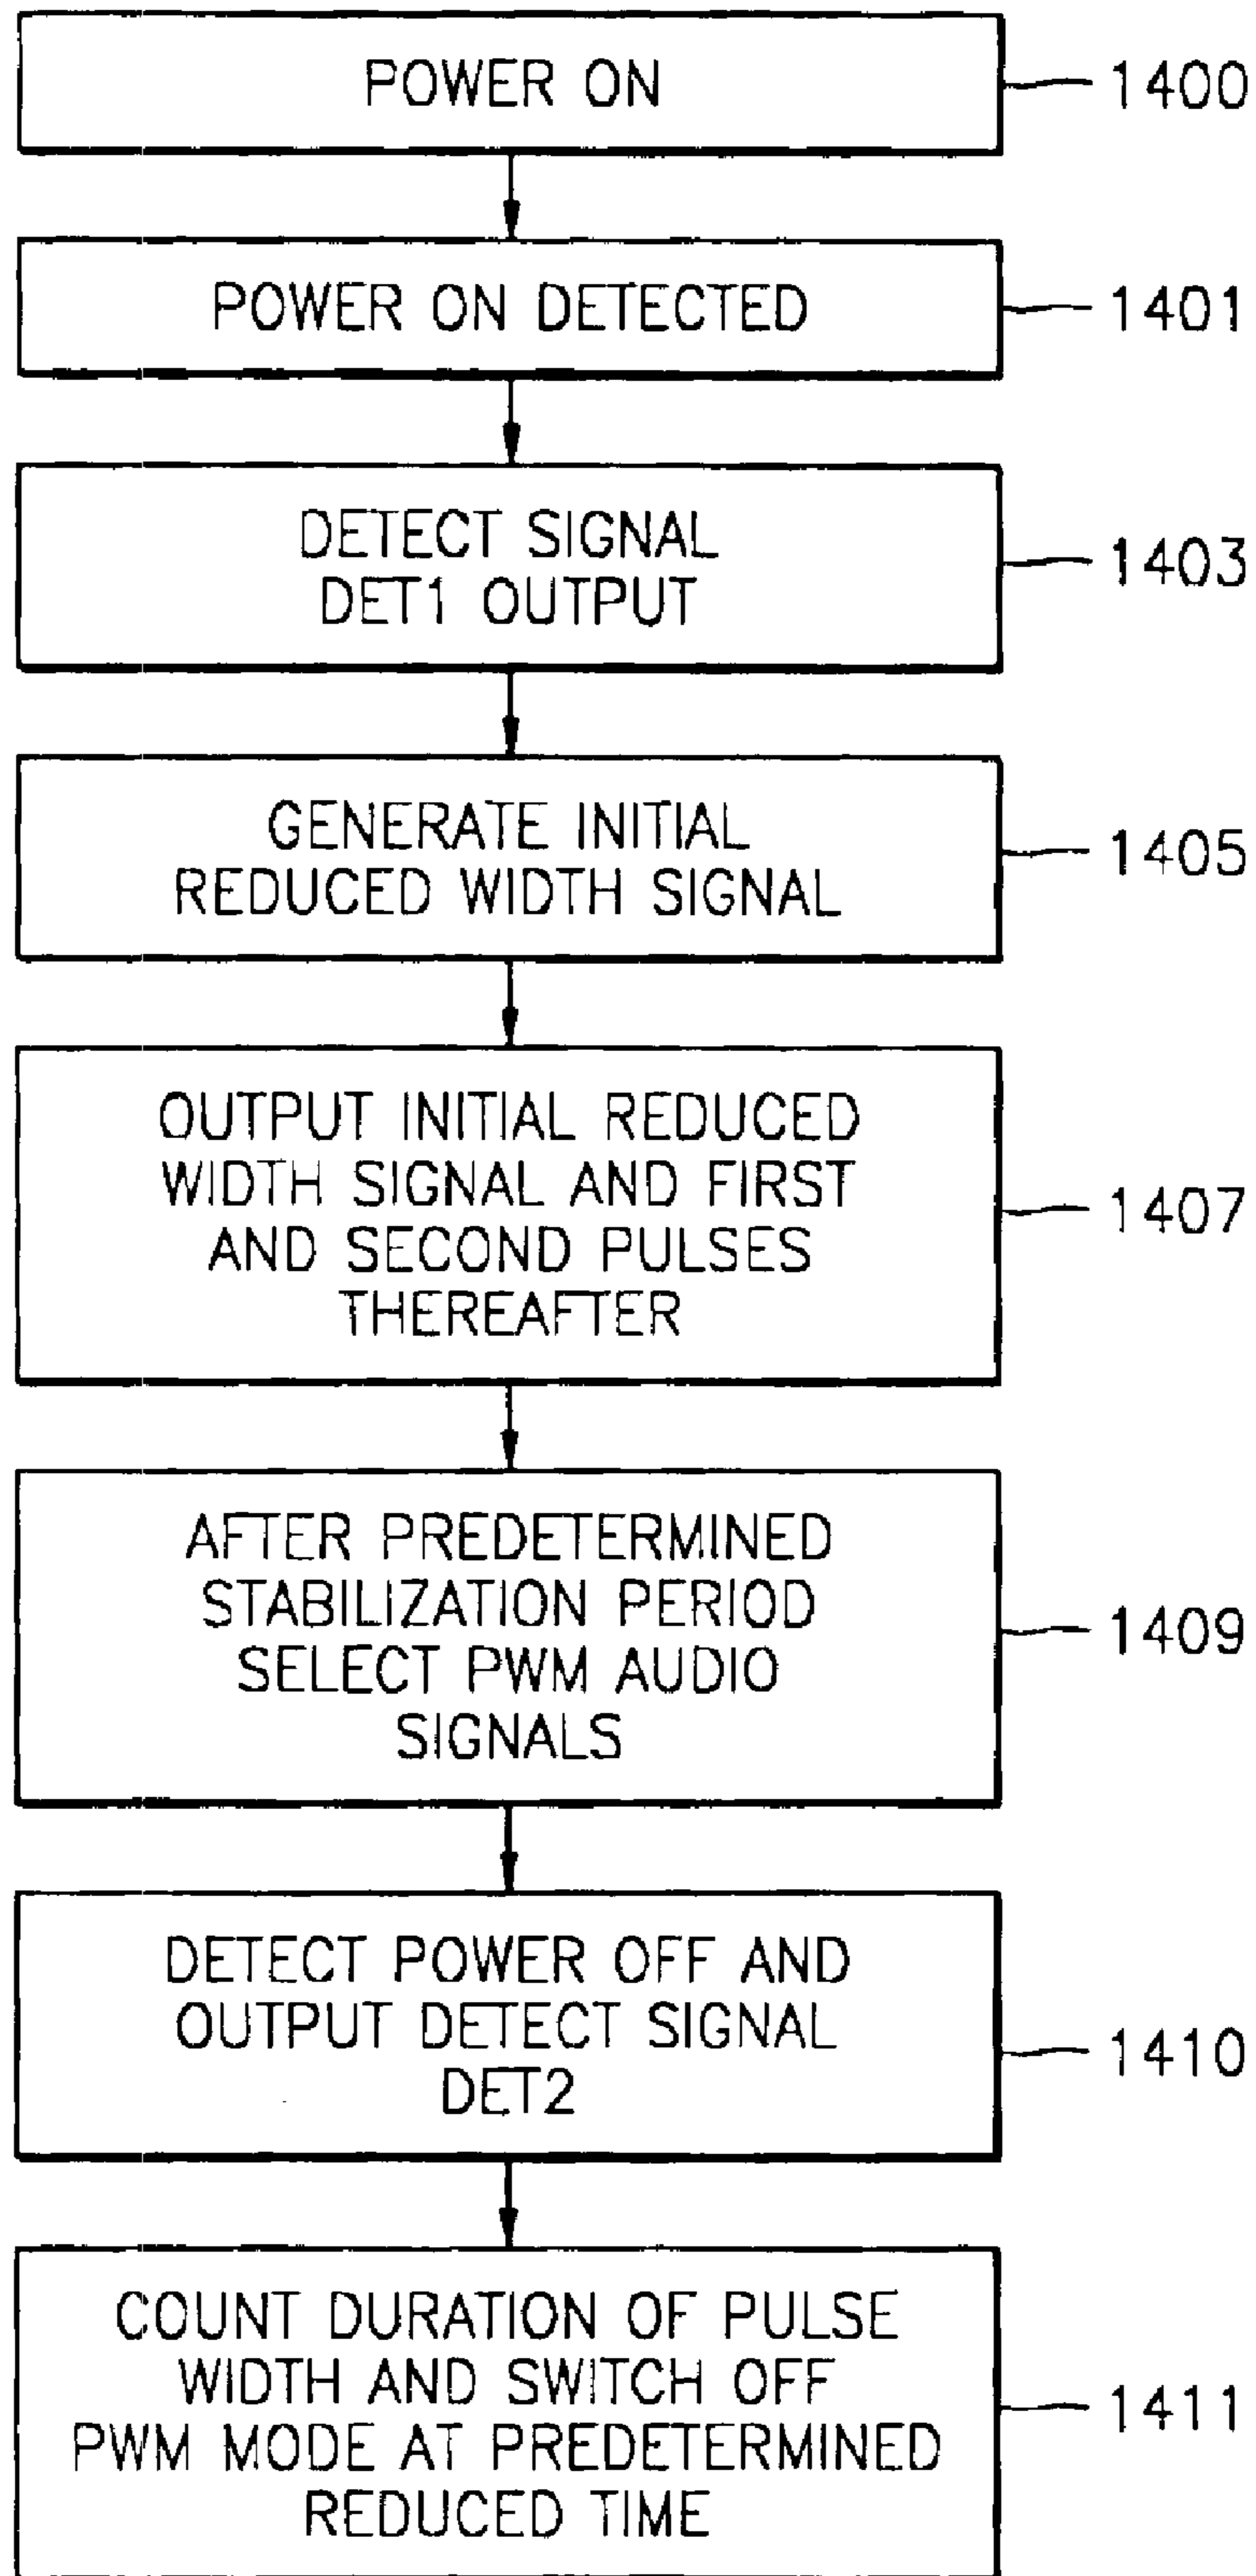 POWER ON
1400
POWER ON DETECTED
1401
DETECT SIGNAL
DET1 OUTPUT
1403
GENERATE INITIAL
REDUCED WIDTH SIGNAL
1405
OUTPUT INITIAL REDUCED
WIDTH SIGNAL AND FIRST
AND SECOND PULSES
THEREAFTER
1407
AFTER PREDETERMINED
STABILIZATION PERIOD
SELECT PWM AUDIO
SIGNALS
1409
DETECT POWER OFF AND
OUTPUT DETECT SIGNAL
DET2
1410
COUNT DURATION OF PULSE
WIDTH AND SWITCH OFF
PWM MODE AT PREDETERMINED
REDUCED TIME
1411